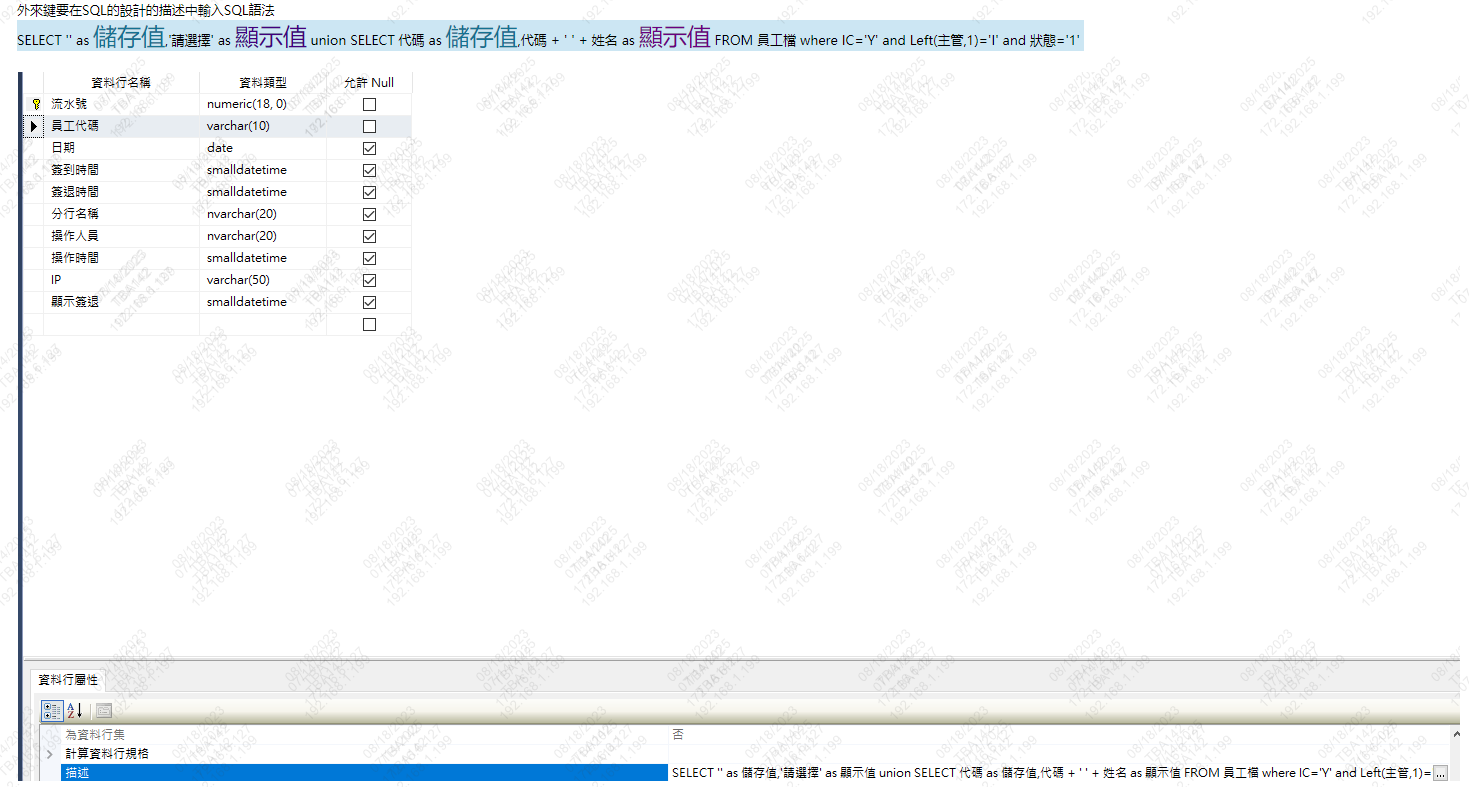 外來鍵要在SQL的設計的描述中輸入SQL語法
SELECT '' as 儲存值,'請選擇' as 顯示值 union SELECT 代碼 as 儲存值,代碼 + ' ' + 姓名 as 顯示值 FROM 員工檔 where IC='Y' and Left(主管,1)='I' and 狀態='1'
資料行名稱 資料類型 允許 Null
流水號 numeric(18, 0)
員工代碼 varchar(10)
日期 date
簽到時間 smalldatetime
簽退時間 smalldatetime
分行名稱 nvarchar(20)
操作人員 nvarchar(20)
操作時間 smalldatetime
IP varchar(50)
顯示簽退 smalldatetime
資料行屬性
為資料行集 否
計算資料行規格
描述 SELECT '' as 儲存值,'請選擇' as 顯示值 union SELECT 代碼 as 儲存值,代碼 + ' ' + 姓名 as 顯示值 FROM 員工檔 where IC='Y' and Left(主管,1)= ...